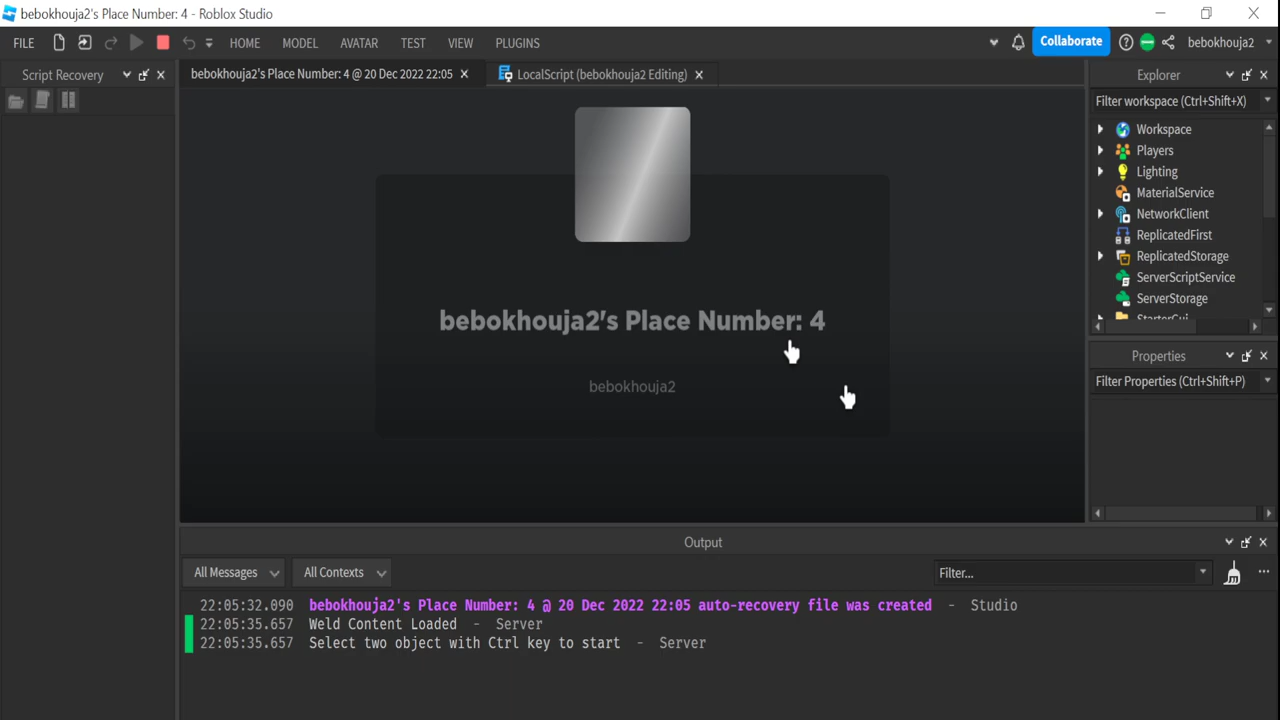 bebokhouja2's Place Number: 4 - Roblox Studio
FILE HOME MODEL AVATAR TEST VIEW PLUGINS Collaborate bebokhouja2
Script Recovery
bebokhouja2's Place Number: 4 @ 20 Dec 2022 22:05
LocalScript (bebokhouja2 Editing)
Explorer
Filter workspace (Ctrl+Shift+X)
Workspace
Players
Lighting
MaterialService
NetworkClient
ReplicatedFirst
ReplicatedStorage
ServerScriptService
ServerStorage
StarterGui
bebokhouja2's Place Number: 4
bebokhouja2
Properties
Filter Properties (Ctrl+Shift+P)
Output
All Messages All Contexts Filter...
22:05:32.090 bebokhouja2's Place Number: 4 @ 20 Dec 2022 22:05 auto-recovery file was created - Studio
22:05:35.657 Weld Content Loaded - Server
22:05:35.657 Select two object with Ctrl key to start - Server